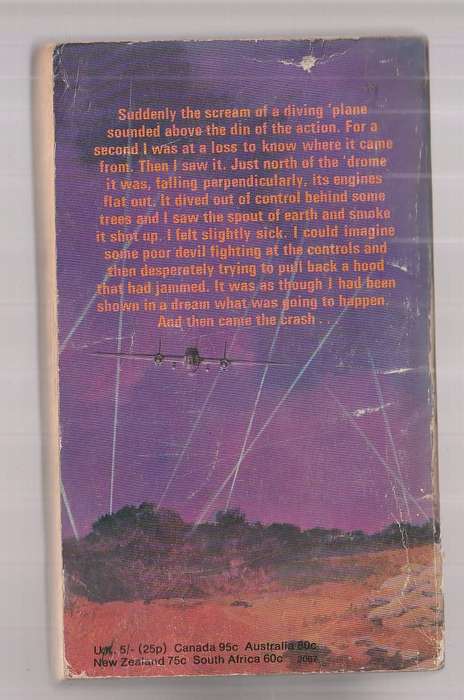 Suddenly the scream of a diving 'plane
sounded above the din of the action. For a
second I was at a loss to know where it came
from. Then I saw it. Just north of the 'drome
it was, falling perpendicularly, its engines
flat out. It dived out of control behind some
trees and I saw the spout of earth and smoke
it shot up. I felt slightly sick. I could imagine
some poor devil fighting at the controls and
then desperately trying to pull back a hood
that had jammed. It was as though I had been
shown in a dream what was going to happen.
And then came the crash . .
U.K. 5/- (25p) Canada 95c Australia 80c
New Zealand 75c South Africa 60c 2007